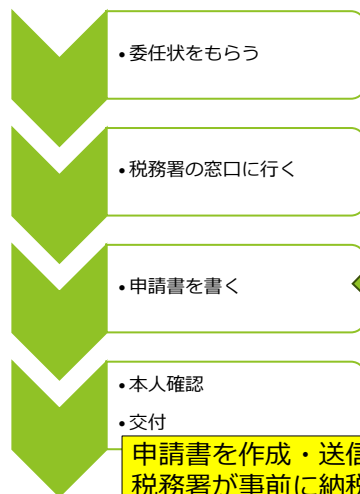 •委任状をもらう
•税務署の窓口に行く
•申請書を書く
•本人確認
•交付
申請書を作成・送信
税務署が事前に納税